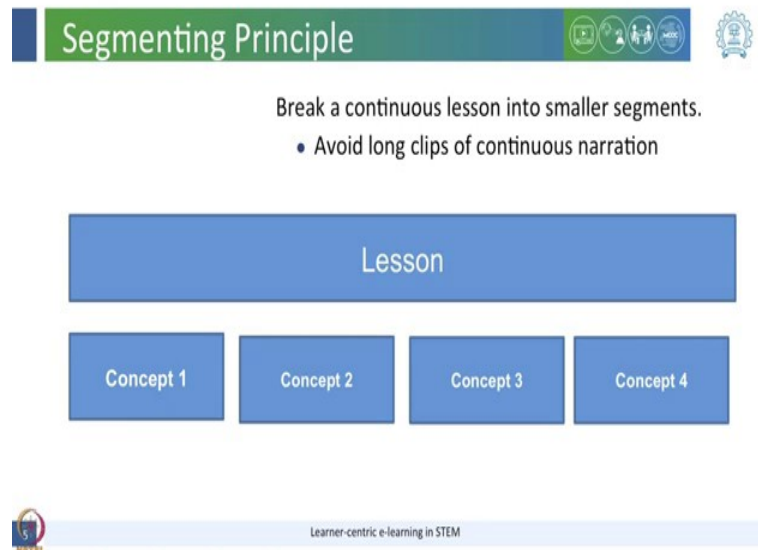 Segmenting Principle
Break a continuous lesson into smaller segments.
• Avoid long clips of continuous narration
Lesson
Concept 1 Concept 2 Concept 3 Concept 4
5
Learner-centric e-learning in STEM